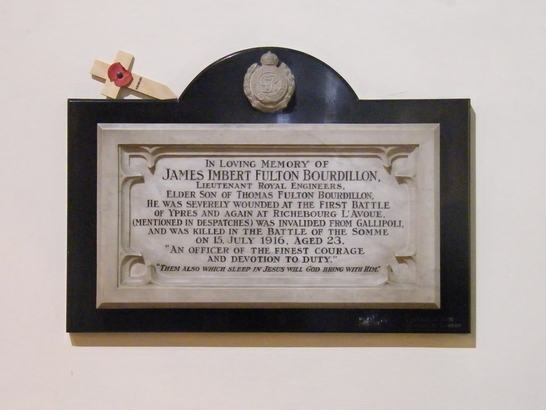 In Loving Memory of
James Imbert Fulton Bourdillon,
Lieutenant Royal Engineers,
Elder Son of Thomas Fulton Bourdillon,
He was severely wounded at the First Battle
of Ypres and again at Richebourg L'Avoue,
(mentioned in despatches) was invalided from Gallipoli,
and was killed in the Battle of the Somme
on 15, July 1916, aged 23.
"An officer of the finest courage
and devotion to duty."
"Them also which sleep in Jesus will God bring with Him."